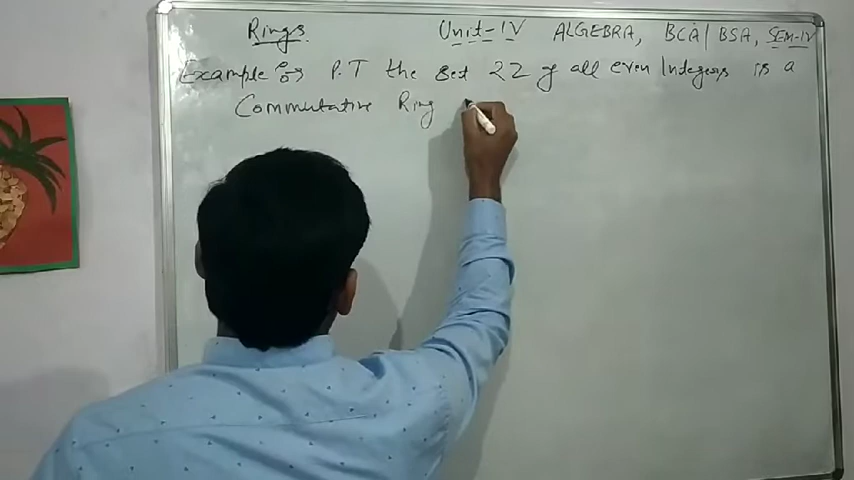 Rings. Unit-IV ALGEBRA, BCA/BSA, SEM-IV
Example:- P.T the set 2Z of all even Integers is a
Commutative Ring